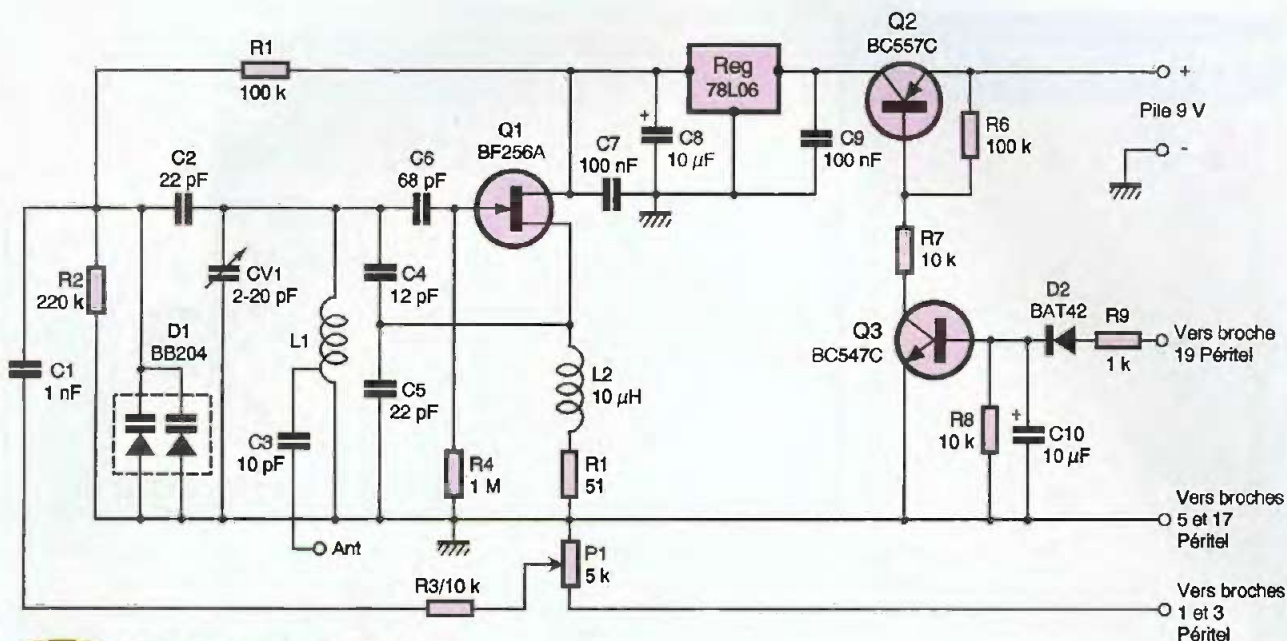 R1
100 k
C2
22 pF
C6
68 pF
Q1
BF256A
C7
100 nF
C8
10 µF
+
Reg
78L06
C9
100 nF
Q2
BC557C
R6
100 k
+
Pile 9 V
-
R2
220 k
CV1
2-20 pF
C4
12 pF
R7
10 k
D1
BB204
L1
C1
1 nF
C5
22 pF
L2
10 µH
Q3
BC547C
D2
BAT42
R9
1 k
Vers broche
19 Péritel
C3
10 pF
R4
1 M
R1
51
R8
10 k
+
C10
10 µF
Ant
Vers broches
5 et 17
Péritel
R3/10 k
P1
5 k
Vers broches
1 et 3
Péritel